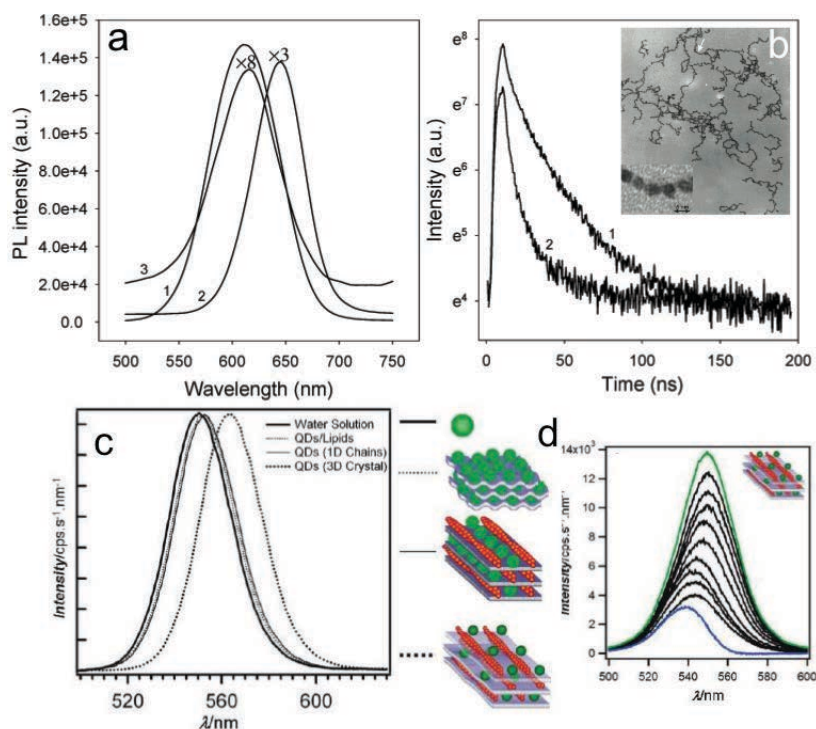 a
1.6e+5
1.4e+5
1.2e+5
1.0e+5
8.0e+4
6.0e+4
4.0e+4
2.0e+4
0.0
PL intensity (a.u.)
×8
×3
3
1
2
500 550 600 650 700 750
Wavelength (nm)
b
e⁸
e⁷
e⁶
e⁵
e⁴
Intensity (a.u.)
1
2
0 50 100 150 200
Time (ns)
c
Intensity/cps.s⁻¹.nm⁻¹
Water Solution
QDs/Lipids
QDs (1D Chains)
QDs (3D Crystal)
520 560 600
λ/nm
d
14x10³
12
10
8
6
4
2
0
Intensity/cps.s⁻¹.nm⁻¹
500 520 540 560 580 600
λ/nm